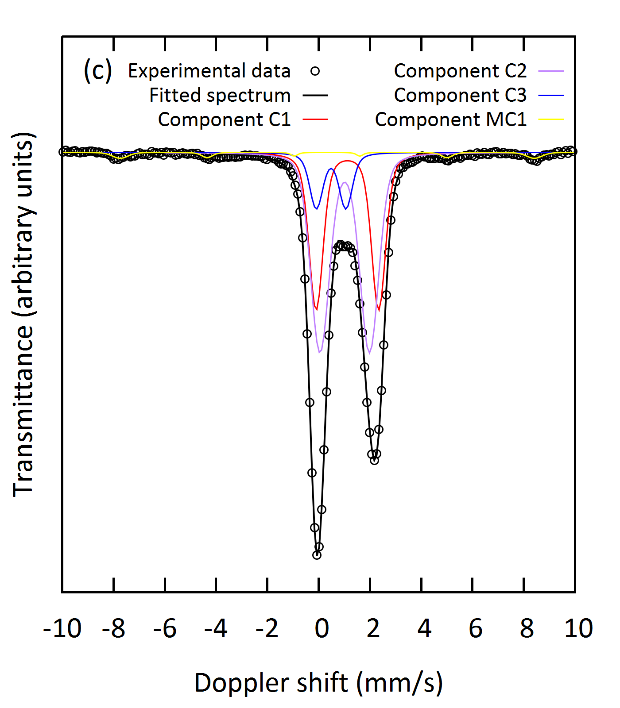 (c)
Experimental data
Fitted spectrum
Component C1
Component C2
Component C3
Component MC1
Transmittance (arbitrary units)
-10 -8 -6 -4 -2 0 2 4 6 8 10
Doppler shift (mm/s)